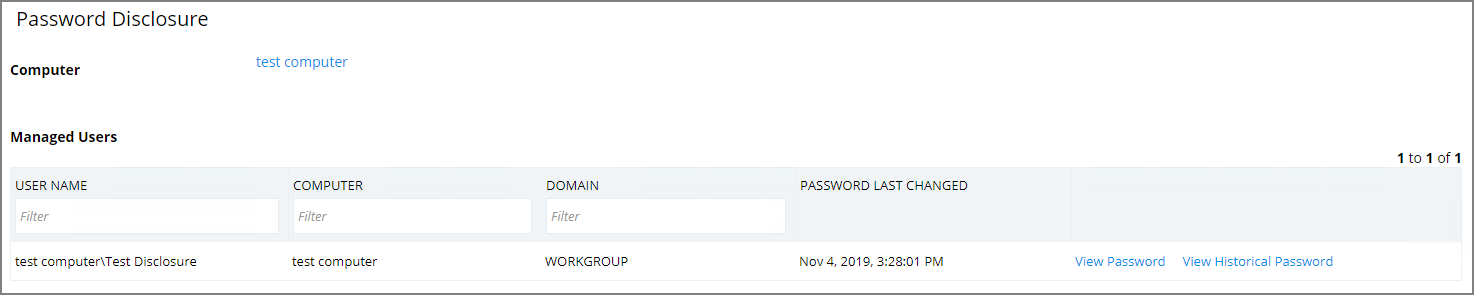 Password Disclosure
Computer test computer
Managed Users
1 to 1 of 1
USER NAME COMPUTER DOMAIN PASSWORD LAST CHANGED
Filter Filter Filter
test computer\Test Disclosure test computer WORKGROUP Nov 4, 2019, 3:28:01 PM View Password View Historical Password